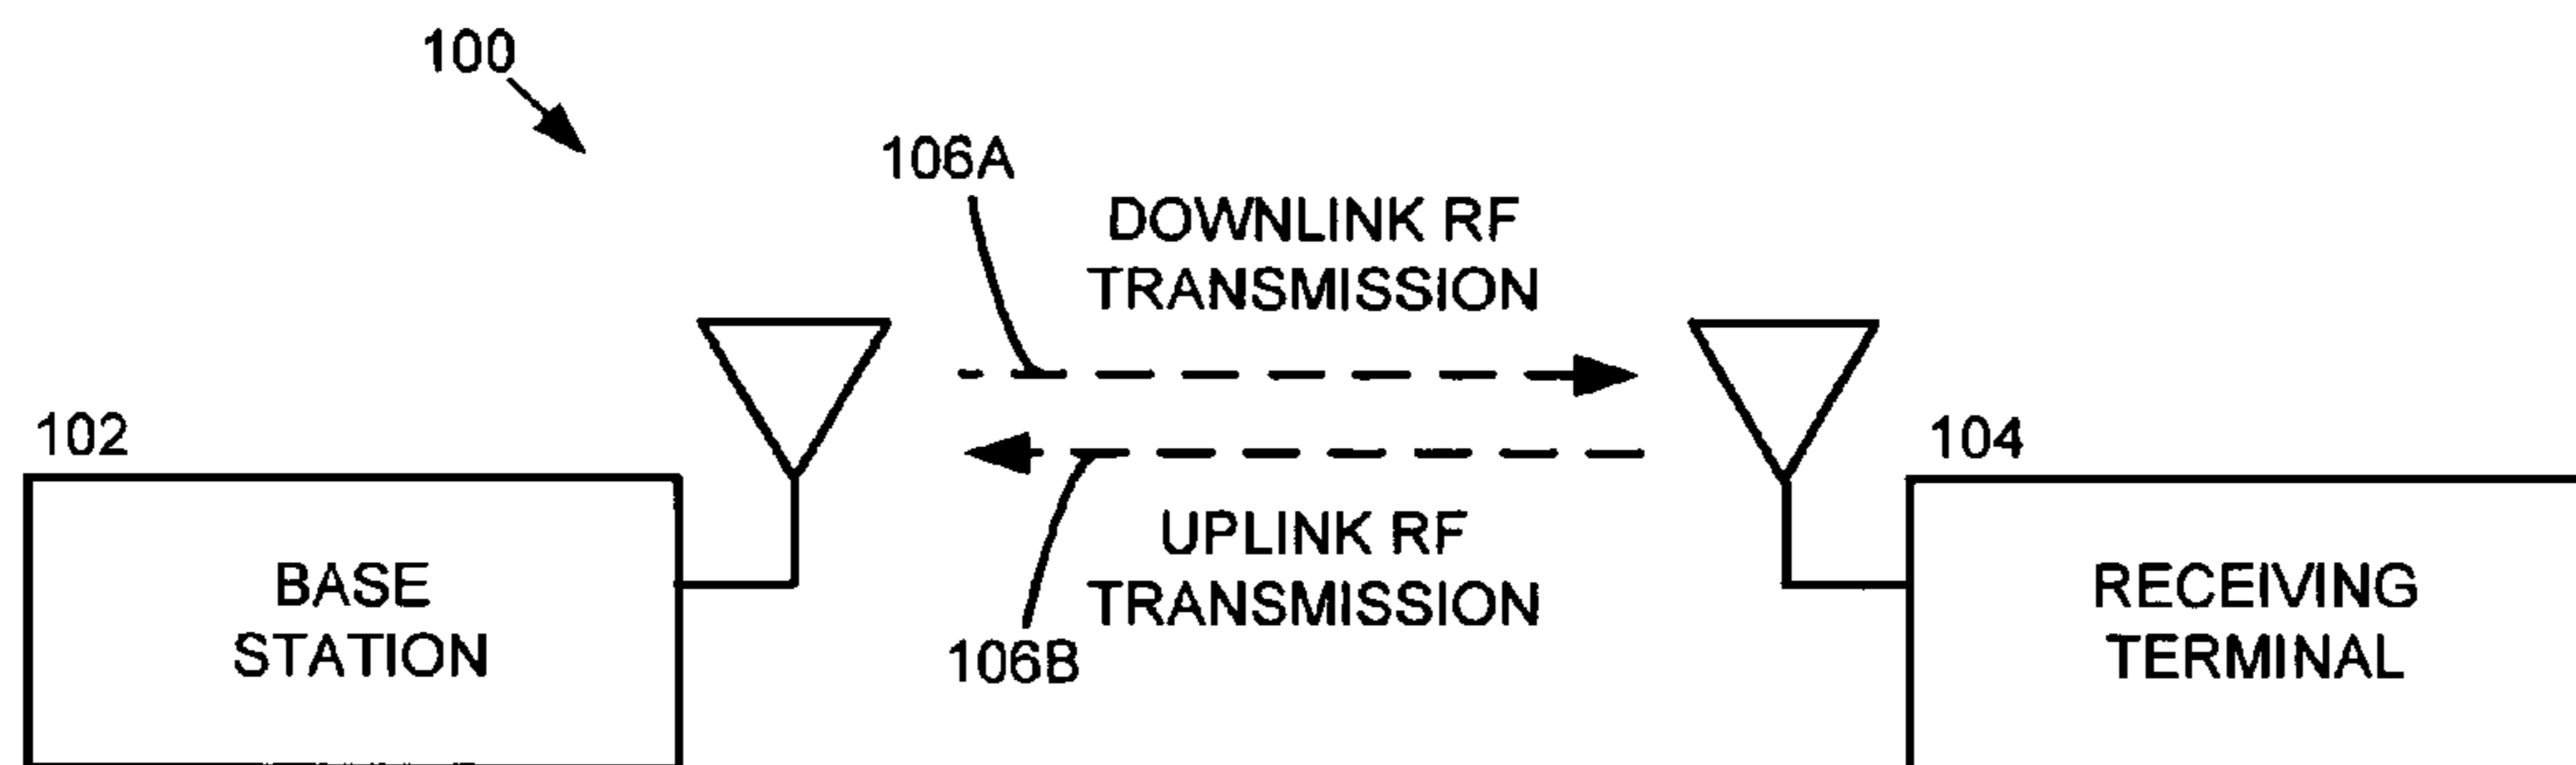 100
106A
DOWNLINK RF
TRANSMISSION
102
104
BASE
STATION
UPLINK RF
TRANSMISSION
106B
RECEIVING
TERMINAL